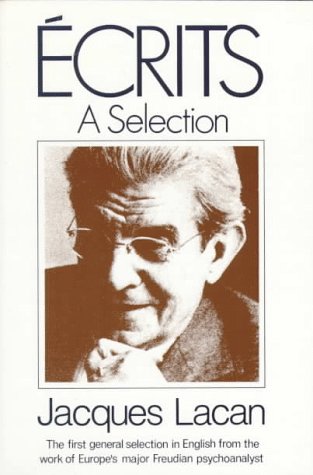 ÉCRITS
A Selection
Jacques Lacan
The first general selection in English from the
work of Europe's major Freudian psychoanalyst